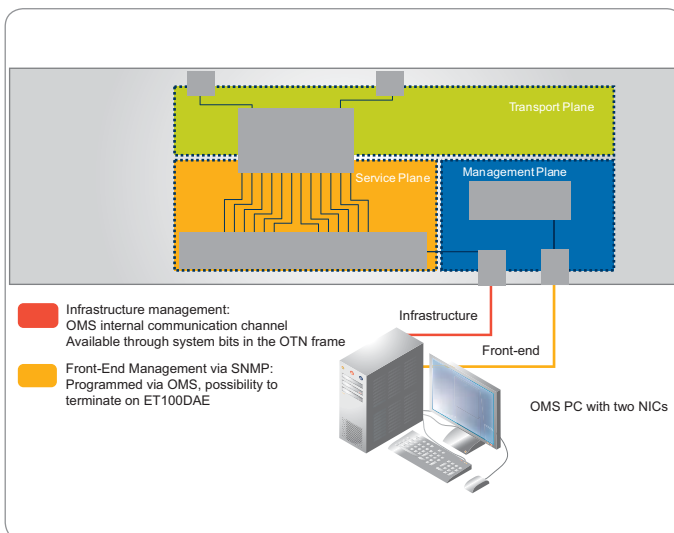 Transport Plane
Service Plane
Management Plane
Infrastructure management:
OMS internal communication channel
Available through system bits in the OTN frame
Front-End Management via SNMP:
Programmed via OMS, possibility to
terminate on ET100DAE
Infrastructure
Front-end
OMS PC with two NICs